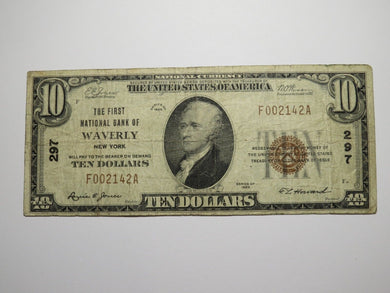 NATIONAL CURRENCY
THE UNITED STATES OF AMERICA
10
10
THE FIRST
NATIONAL BANK OF
WAVERLY
NEW YORK
WILL PAY TO THE BEARER ON DEMAND
TEN DOLLARS
F002142A
F002142A
297
297
TEN
SERIES OF
1929
10
TEN DOLLARS
10